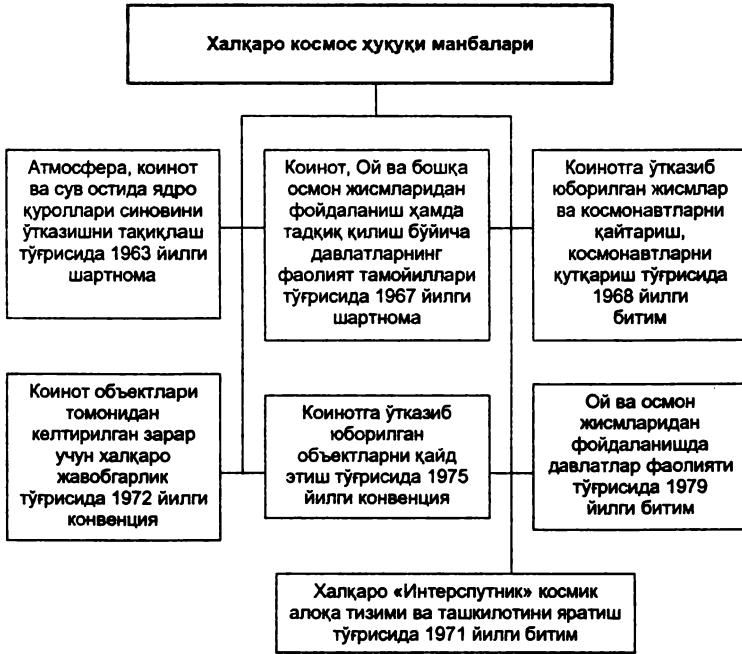 Халқаро космос ҳуқуқи манбалари
Атмосфера, коинот
ва сув остида ядро
қуроллари синовини
ўтказишни тақиқлаш
тўғрисида 1963 йилги
шартнома
Коинот, Ой ва бошқа
осмон жисмларидан
фойдаланиш ҳамда
тадқиқ қилиш бўйича
давлатларнинг
фаолият тамойиллари
тўғрисида 1967 йилги
шартнома
Коинотга ўтказиб
юборилган жисмлар
ва космонавтларни
қайтариш,
космонавтларни
қутқариш тўғрисида
1968 йилги
битим
Коинот объектлари
томонидан
келтирилган зарар
учун халқаро
жавобгарлик
тўғрисида 1972 йилги
конвенция
Коинотга ўтказиб
юборилган
объектларни қайд
этиш тўғрисида 1975
йилги конвенция
Ой ва осмон
жисмларидан
фойдаланишда
давлатлар фаолияти
тўғрисида 1979
йилги битим
Халқаро «Интерспутник» космик
алоқа тизими ва ташкилотини яратиш
тўғрисида 1971 йилги битим